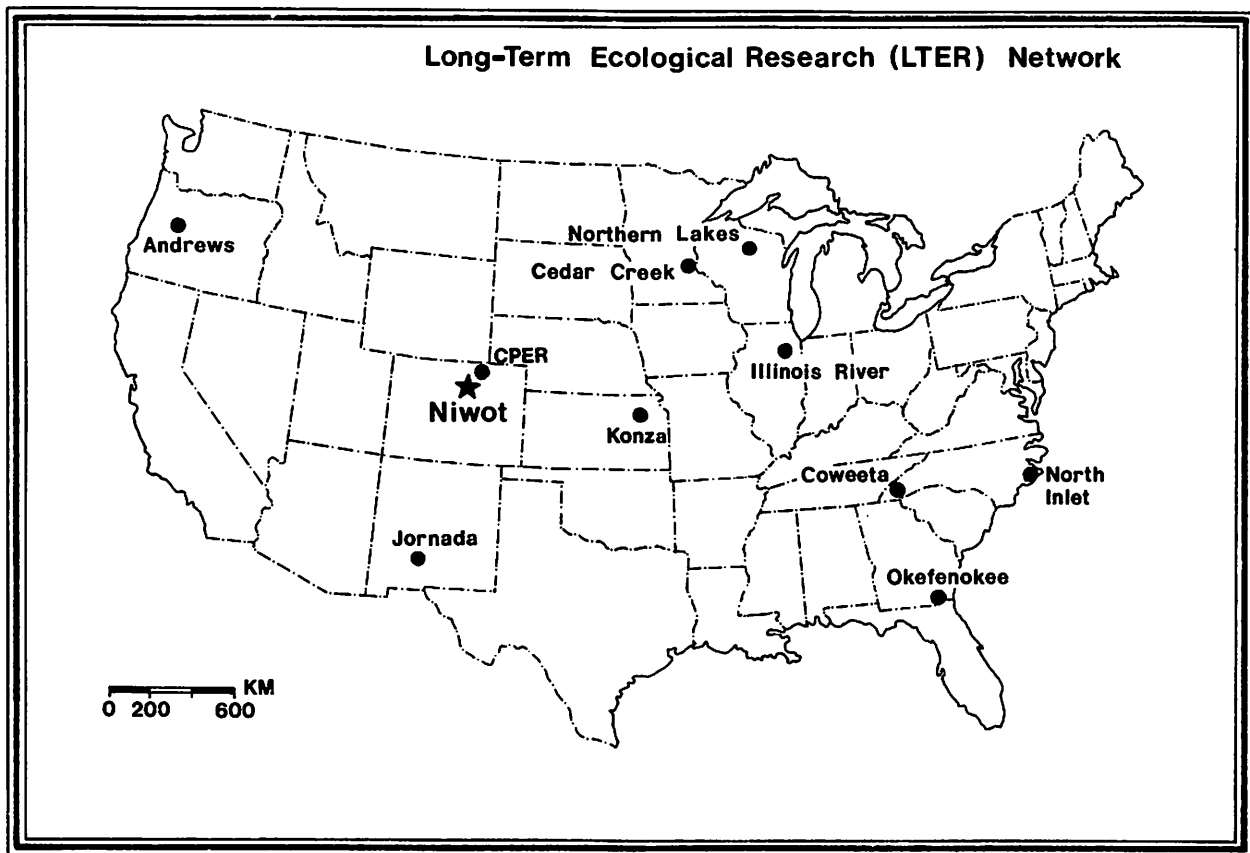 Long-Term Ecological Research (LTER) Network
Andrews
Northern Lakes
Cedar Creek
CPER
Niwot
Illinois River
Konza
Coweeta
North
Inlet
Jornada
Okefenokee
KM
0 200 600